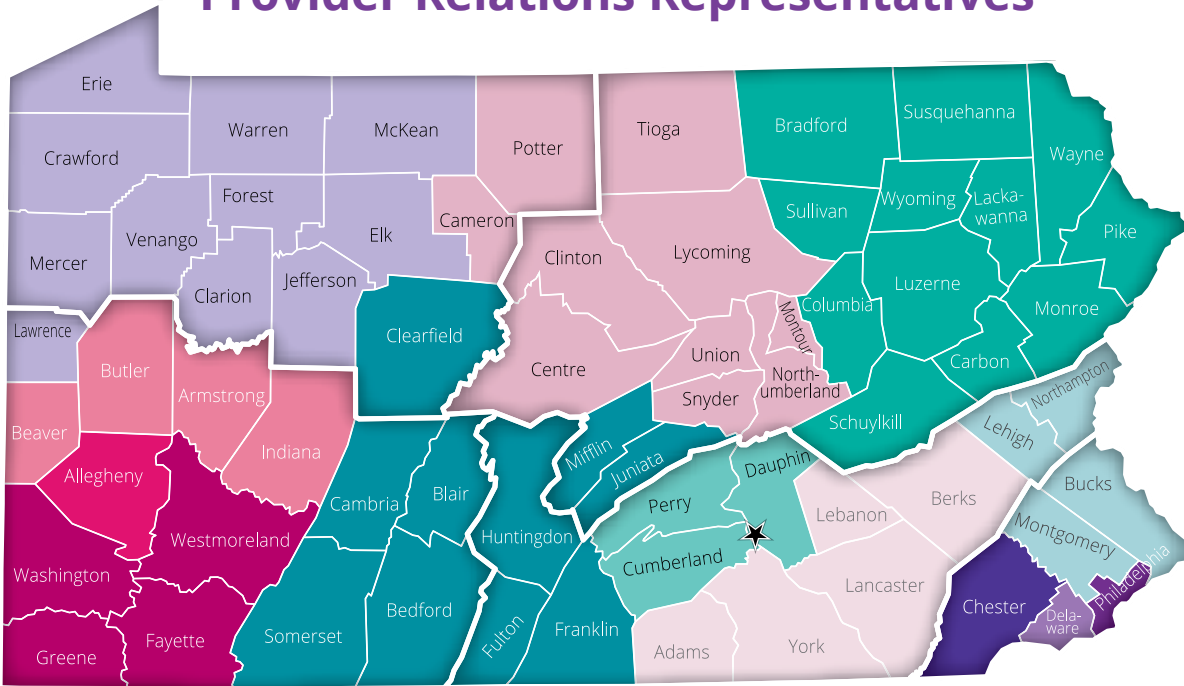 Provider Relations Representatives
Erie
Crawford
Warren
McKean
Potter
Tioga
Bradford
Susquehanna
Wayne
Forest
Venango
Mercer
Clarion
Jefferson
Elk
Cameron
Clinton
Lycoming
Sullivan
Wyoming
Lacka-
wanna
Pike
Luzerne
Columbia
Monroe
Carbon
Montour
Lawrence
Butler
Armstrong
Clearfield
Centre
Union
Snyder
North-
umberland
Schuylkill
Northampton
Lehigh
Beaver
Allegheny
Indiana
Cambria
Blair
Mifflin
Juniata
Dauphin
Perry
Lebanon
Berks
Bucks
Montgomery
Washington
Westmoreland
Huntingdon
Cumberland
Lancaster
Chester
Philadelphia
Dela-
ware
Greene
Fayette
Somerset
Bedford
Fulton
Franklin
Adams
York